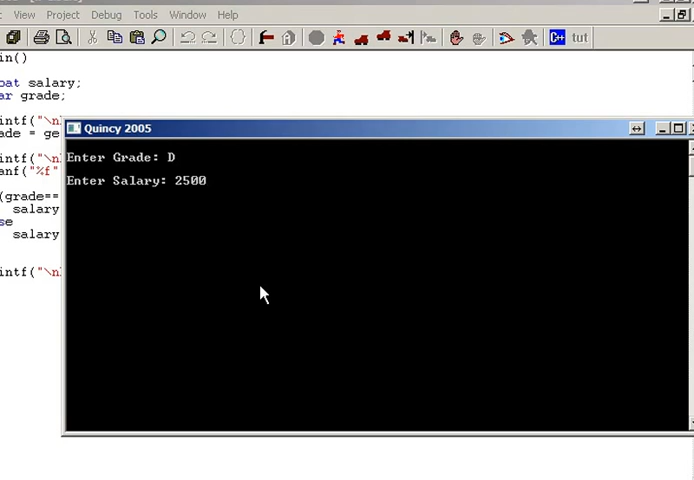 View Project Debug Tools Window Help
C++ tut
in()
oat salary;
ar grade;
intf("\n
ade = ge
intf("\n
anf("%f"
(grade==
salary
se
salary
intf("\n
Quincy 2005
Enter Grade: D
Enter Salary: 2500